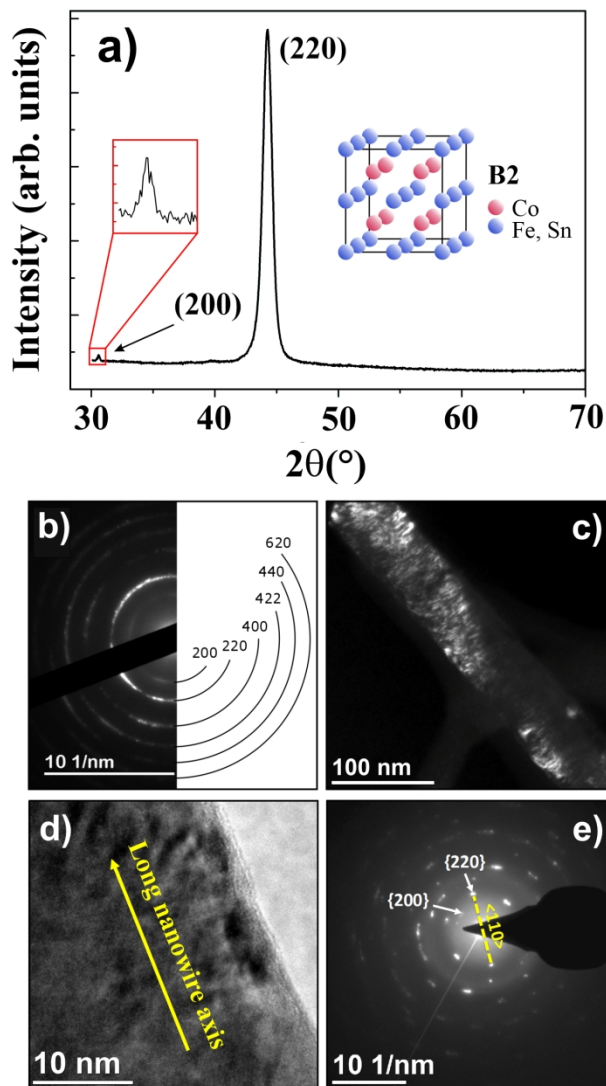 a)
Intensity (arb. units)
(220)
(200)
B2
Co
Fe, Sn
30 40 50 60 70
2θ(°)
b)
620
440
422
400
220
200
10 1/nm
c)
100 nm
d)
Long nanowire axis
10 nm
e)
{220}
{200}
<110>
10 1/nm